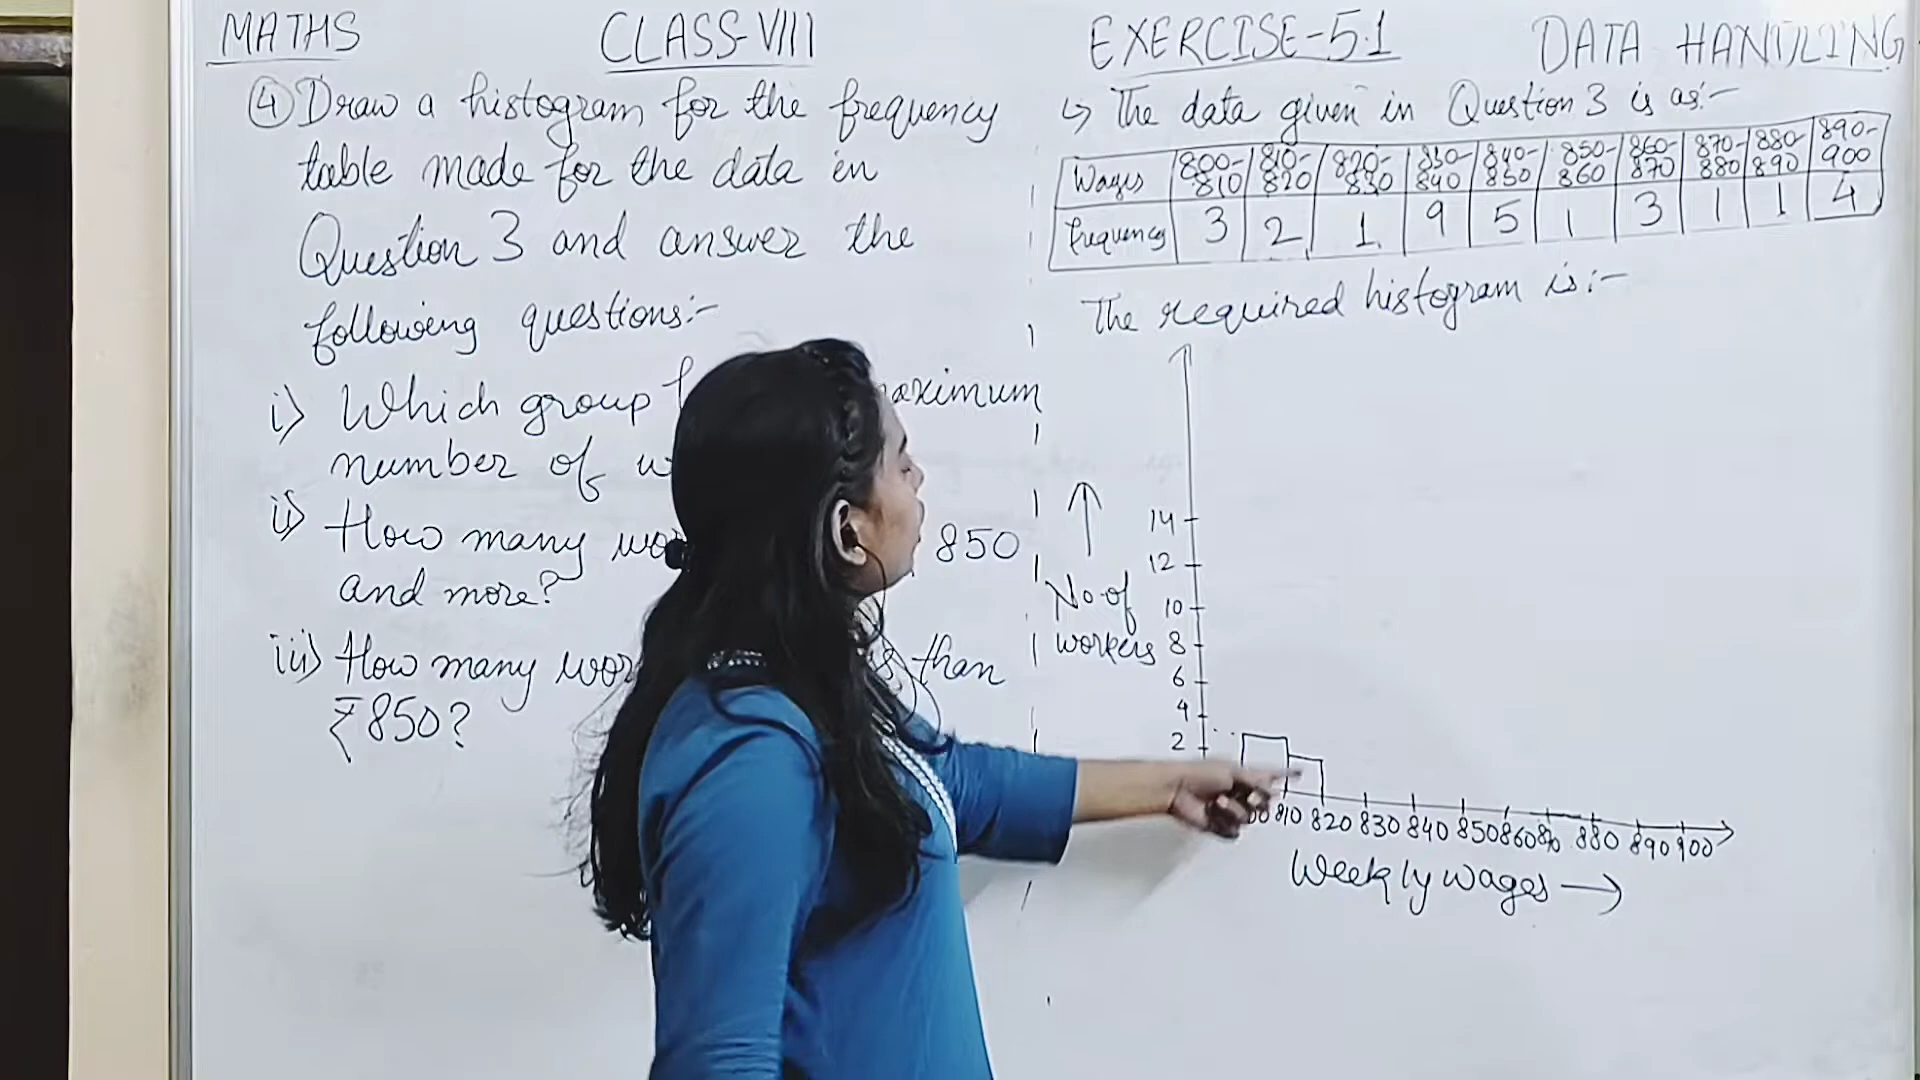 MATHS CLASS-VIII EXERCISE-5.1 DATA HANDLING
④ Draw a histogram for the frequency
table made for the data in
Question 3 and answer the
following questions:-
i) Which group
number of
ii) How many 850
and more?
iii) How many than
₹850?
↳ The data given in Question 3 is as:-
Wages 800-810 810-820 820-830 830-840 840-850 850-860 860-870 870-880 880-890 890-900
frequency 3 2 1 9 5 1 3 1 1 4
The required histogram is:-
14
12
No of 10
workers 8
6
4
2
810 820 830 840 850 860 880 890 900
Weekly wages →